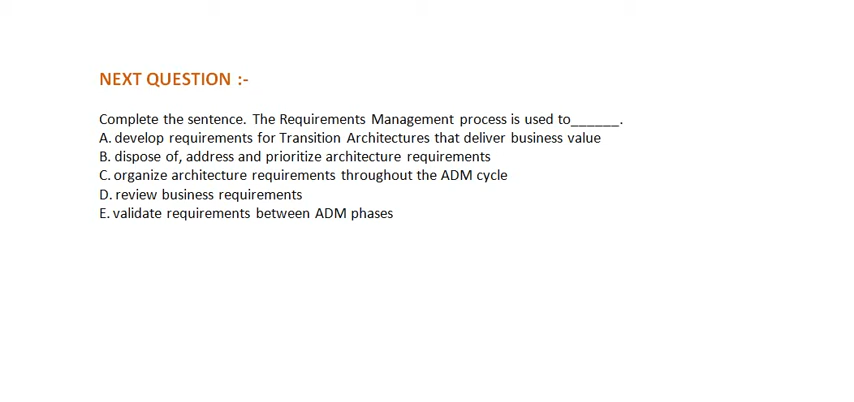 NEXT QUESTION :-
Complete the sentence. The Requirements Management process is used to______.
A. develop requirements for Transition Architectures that deliver business value
B. dispose of, address and prioritize architecture requirements
C. organize architecture requirements throughout the ADM cycle
D. review business requirements
E. validate requirements between ADM phases